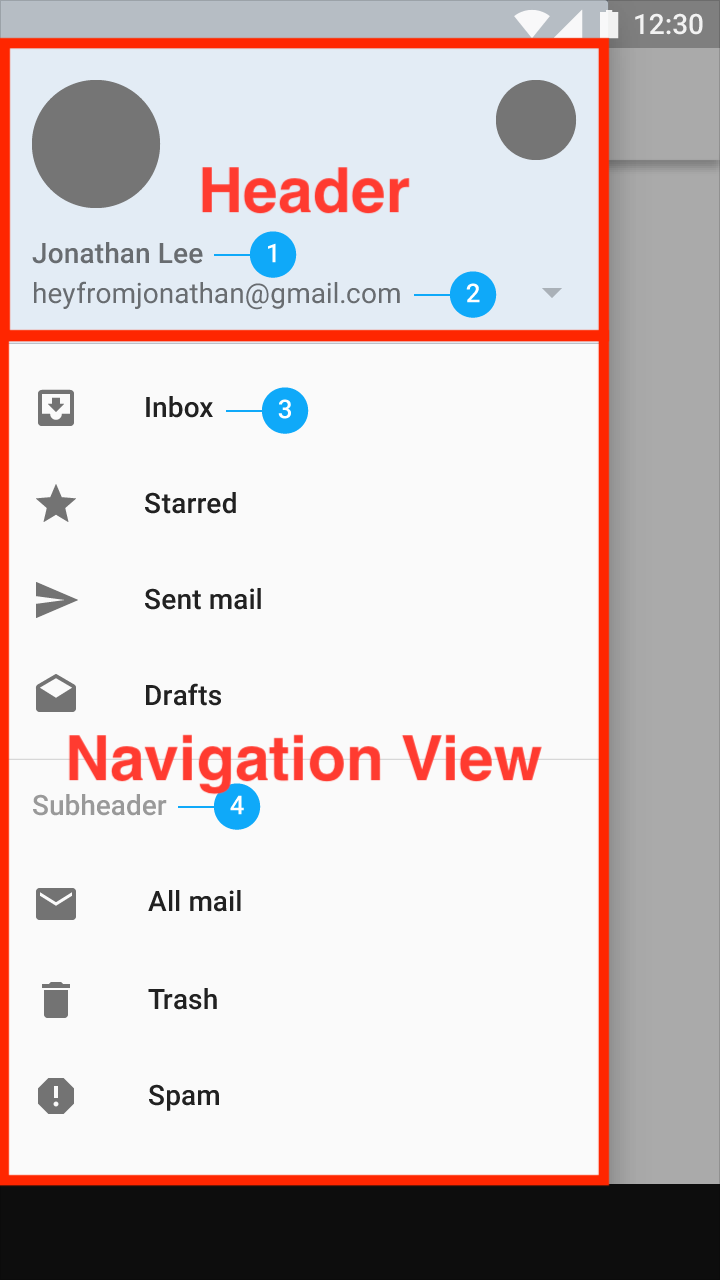 12:30
Header
Jonathan Lee 1
heyfromjonathan@gmail.com 2
Inbox 3
Starred
Sent mail
Drafts
Navigation View
Subheader 4
All mail
Trash
Spam